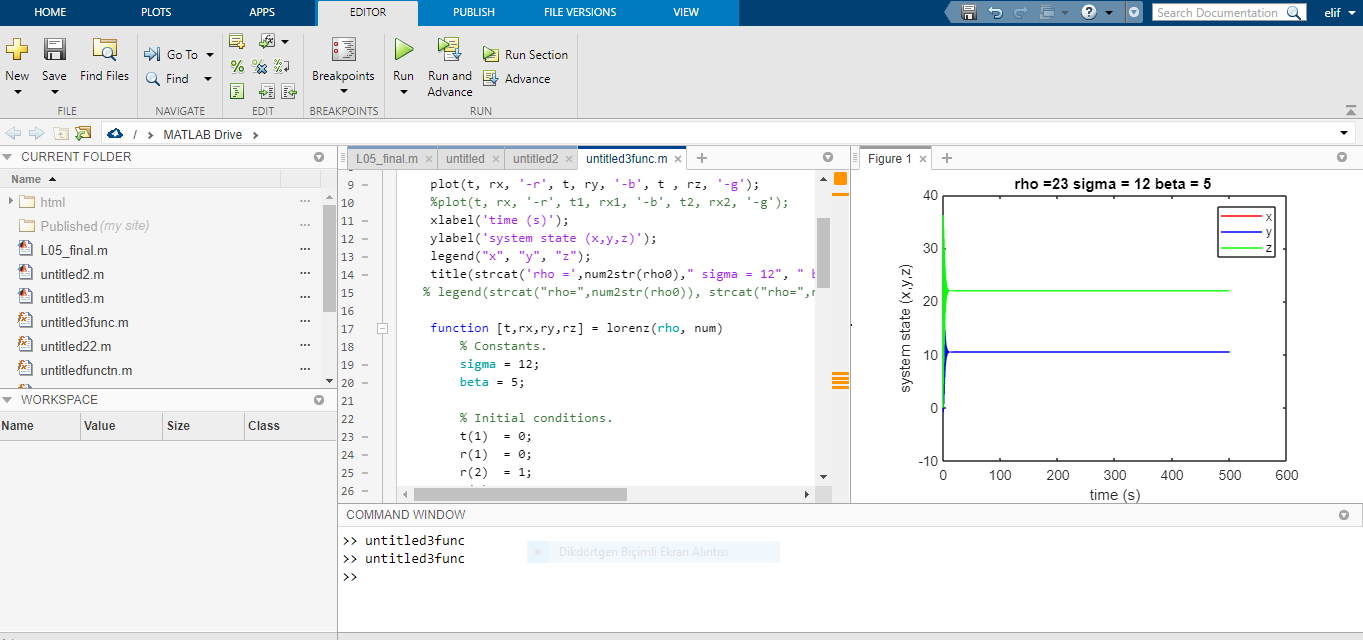 HOME PLOTS APPS EDITOR PUBLISH FILE VERSIONS VIEW Search Documentation elif
New Save Find Files Go To Find Breakpoints Run Run and Advance Run Section Advance
FILE NAVIGATE EDIT BREAKPOINTS RUN
/ > MATLAB Drive >
CURRENT FOLDER
Name
html
Published (my site)
L05_final.m
untitled2.m
untitled3.m
untitled3func.m
untitled22.m
untitledfunctn.m
WORKSPACE
Name Value Size Class
L05_final.m × untitled × untitled2 × untitled3func.m × +
9 – plot(t, rx, '-r', t, ry, '-b', t , rz, '-g');
10 %plot(t, rx, '-r', t1, rx1, '-b', t2, rx2, '-g');
11 – xlabel('time (s)');
12 – ylabel('system state (x,y,z)');
13 – legend("x", "y", "z");
14 – title(strcat('rho =',num2str(rho0)," sigma = 12", " b
15 % legend(strcat("rho=",num2str(rho0)), strcat("rho=",r
16
17 function [t,rx,ry,rz] = lorenz(rho, num)
18 % Constants.
19 – sigma = 12;
20 – beta = 5;
21
22 % Initial conditions.
23 – t(1)  = 0;
24 – r(1)  = 0;
25 – r(2)  = 1;
26 –
Figure 1 × +
rho =23 sigma = 12 beta = 5
x
y
z
system state (x,y,z)
40
30
20
10
0
-10
0 100 200 300 400 500 600
time (s)
COMMAND WINDOW
>> untitled3func
>> untitled3func
>>
Dikdörtgen Biçimli Ekran Alıntısı